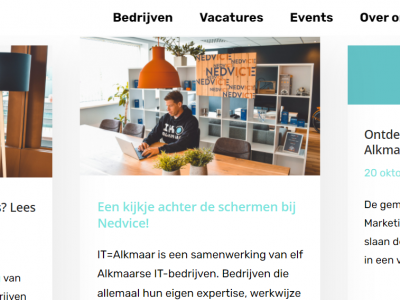 Bedrijven Vacatures Events Over
NEDVICE
? Lees
van
rijven
Een kijkje achter de schermen bij
Nedvice!
IT=Alkmaar is een samenwerking van elf
Alkmaarse IT-bedrijven. Bedrijven die
allemaal hun eigen expertise, werkwijze
Ontde
Alkmaa
20 okto
De gem
Marketi
slaan de
in een v